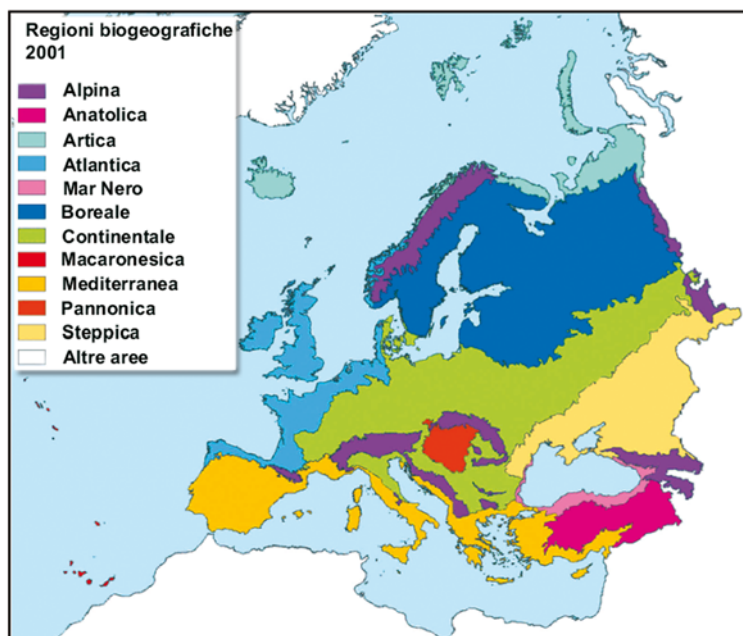 Regioni biogeografiche
2001
Alpina
Anatolica
Artica
Atlantica
Mar Nero
Boreale
Continentale
Macaronesica
Mediterranea
Pannonica
Steppica
Altre aree